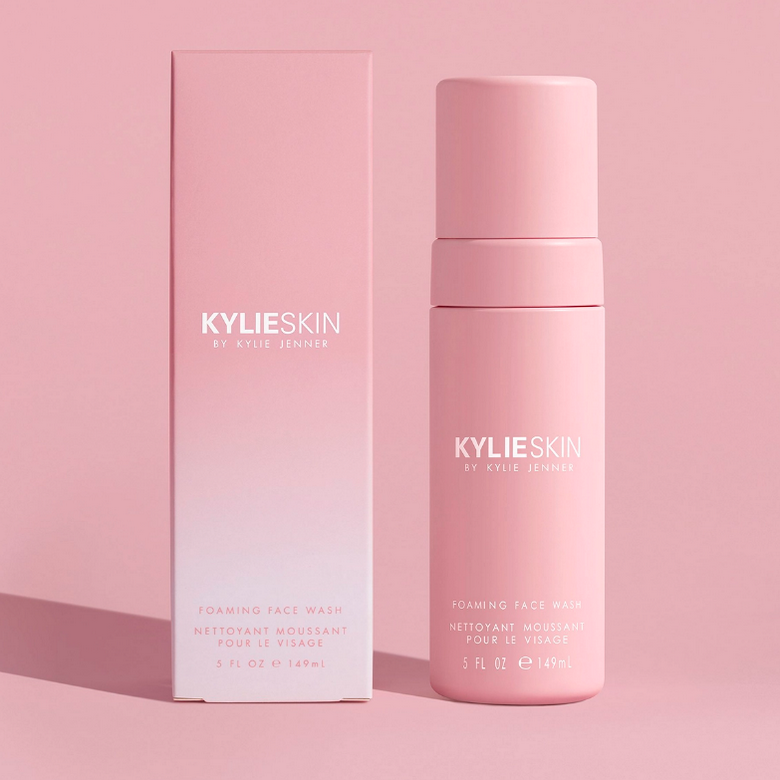 KYLIESKIN
BY KYLIE JENNER
FOAMING FACE WASH
NETTOYANT MOUSSANT
POUR LE VISAGE
5 FL OZ ℮ 149mL
KYLIESKIN
BY KYLIE JENNER
FOAMING FACE WASH
NETTOYANT MOUSSANT
POUR LE VISAGE
5 FL OZ ℮ 149mL